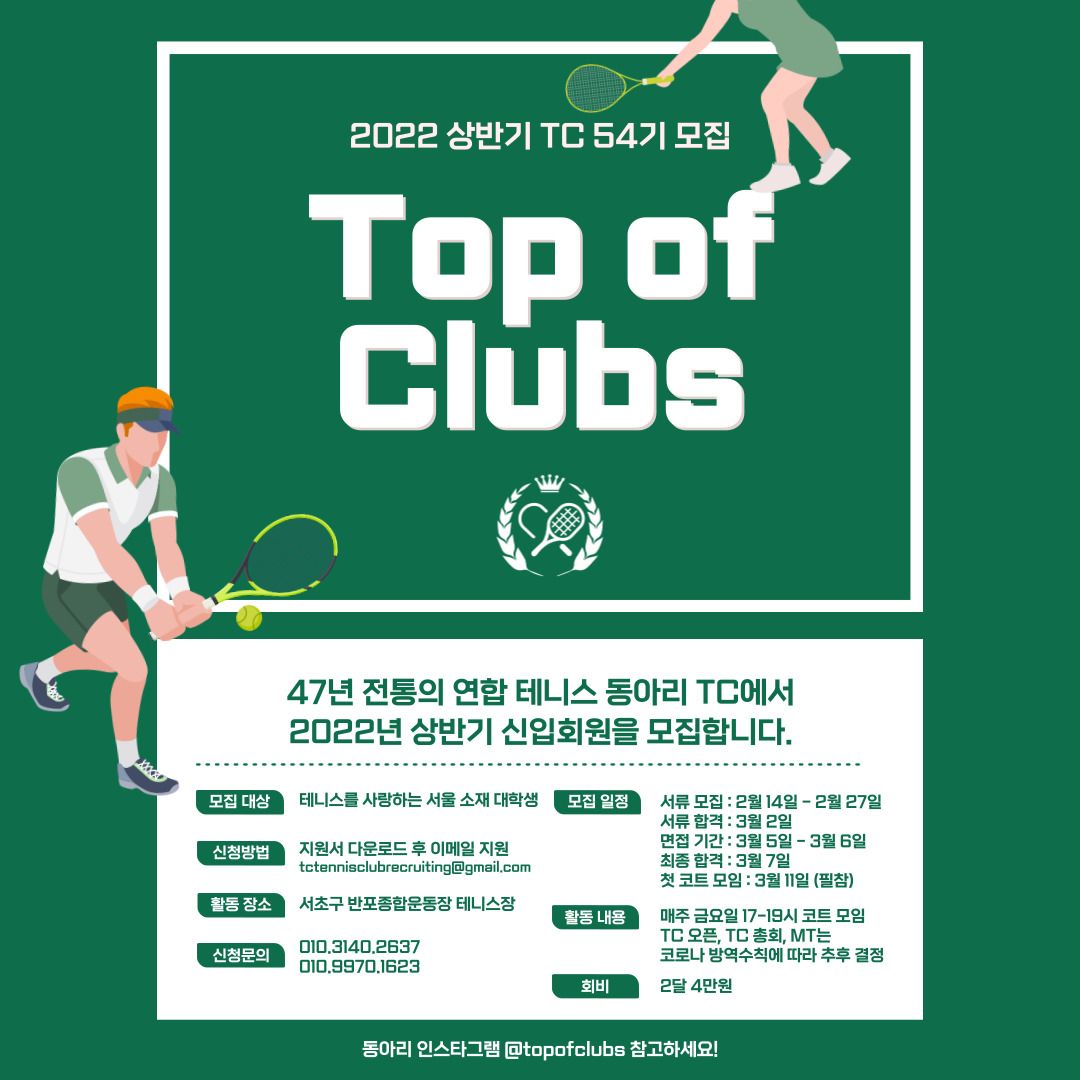 2022 상반기 TC 54기 모집
Top of
Clubs
47년 전통의 연합 테니스 동아리 TC에서
2022년 상반기 신입회원을 모집합니다.
모집 대상
테니스를 사랑하는 서울 소재 대학생
신청방법
지원서 다운로드 후 이메일 지원
tctennisclubrecruiting@gmail.com
활동 장소
서초구 반포종합운동장 테니스장
신청문의
010.3140.2637
010.9970.1623
모집 일정
서류 모집 : 2월 14일 - 2월 27일
서류 합격 : 3월 2일
면접 기간 : 3월 5일 - 3월 6일
최종 합격 : 3월 7일
첫 코트 모임 : 3월 11일 (필참)
활동 내용
매주 금요일 17-19시 코트 모임
TC 오픈, TC 총회, MT는
코로나 방역수칙에 따라 추후 결정
회비
2달 4만원
동아리 인스타그램 @topofclubs 참고하세요!